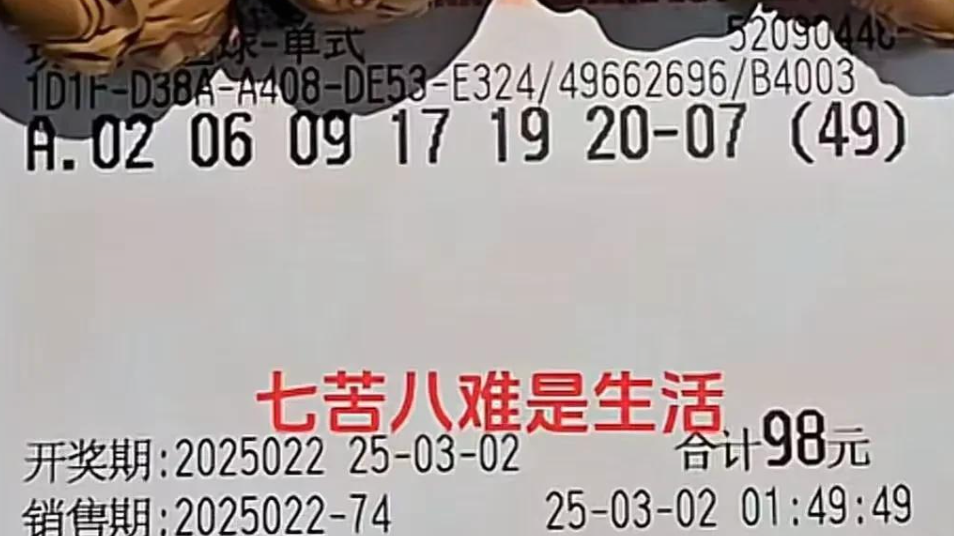 球-单式
52090448-
1D1F-D38A-A408-DE53-E324/49662696/B4003
A.02 06 09 17 19 20-07 (49)
七苦八难是生活
开奖期:2025022 25-03-02 合计98元
销售期:2025022-74 25-03-02 01:49:49